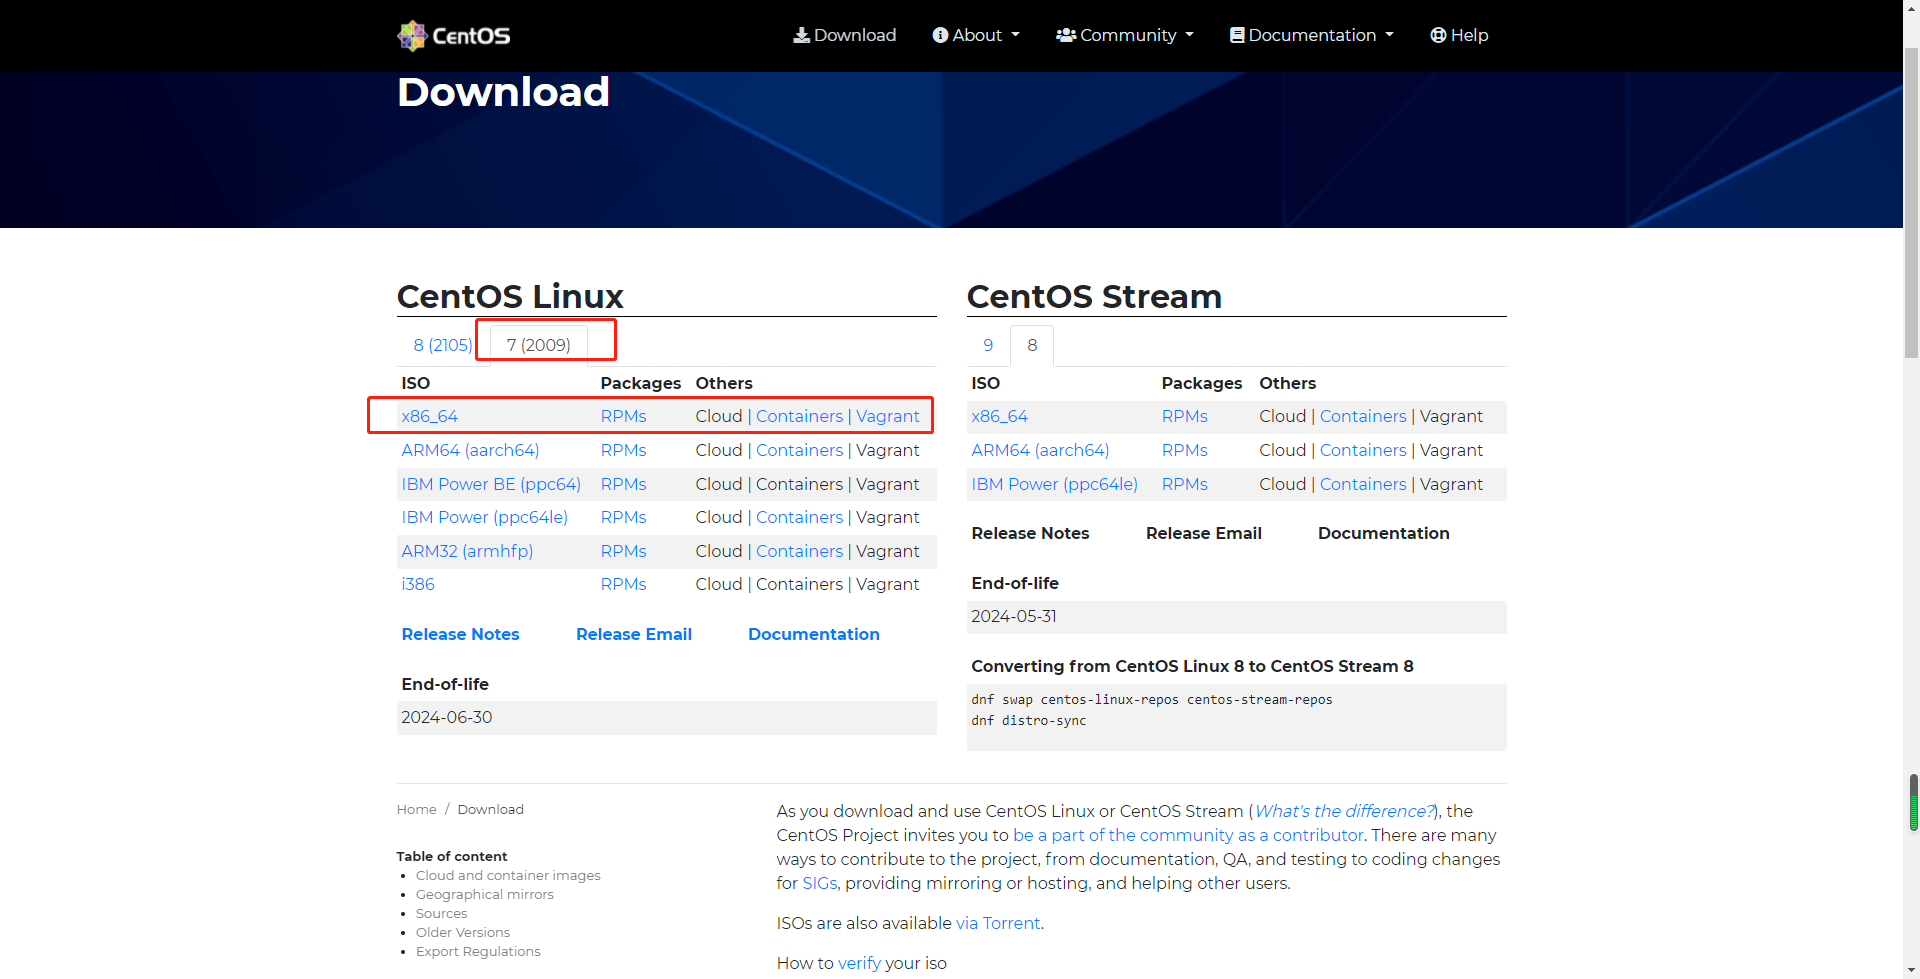 CentOS
Download About Community Documentation Help
Download
CentOS Linux
8 (2105) 7 (2009)
ISO Packages Others
x86_64 RPMs Cloud | Containers | Vagrant
ARM64 (aarch64) RPMs Cloud | Containers | Vagrant
IBM Power BE (ppc64) RPMs Cloud | Containers | Vagrant
IBM Power (ppc64le) RPMs Cloud | Containers | Vagrant
ARM32 (armhfp) RPMs Cloud | Containers | Vagrant
i386 RPMs Cloud | Containers | Vagrant
Release Notes Release Email Documentation
End-of-life
2024-06-30
CentOS Stream
9 8
ISO Packages Others
x86_64 RPMs Cloud | Containers | Vagrant
ARM64 (aarch64) RPMs Cloud | Containers | Vagrant
IBM Power (ppc64le) RPMs Cloud | Containers | Vagrant
Release Notes Release Email Documentation
End-of-life
2024-05-31
Converting from CentOS Linux 8 to CentOS Stream 8
dnf swap centos-linux-repos centos-stream-repos
dnf distro-sync
Home / Download
Table of content
Cloud and container images
Geographical mirrors
Sources
Older Versions
Export Regulations
As you download and use CentOS Linux or CentOS Stream (What's the difference?), the
CentOS Project invites you to be a part of the community as a contributor. There are many
ways to contribute to the project, from documentation, QA, and testing to coding changes
for SIGs, providing mirroring or hosting, and helping other users.
ISOs are also available via Torrent.
How to verify your iso